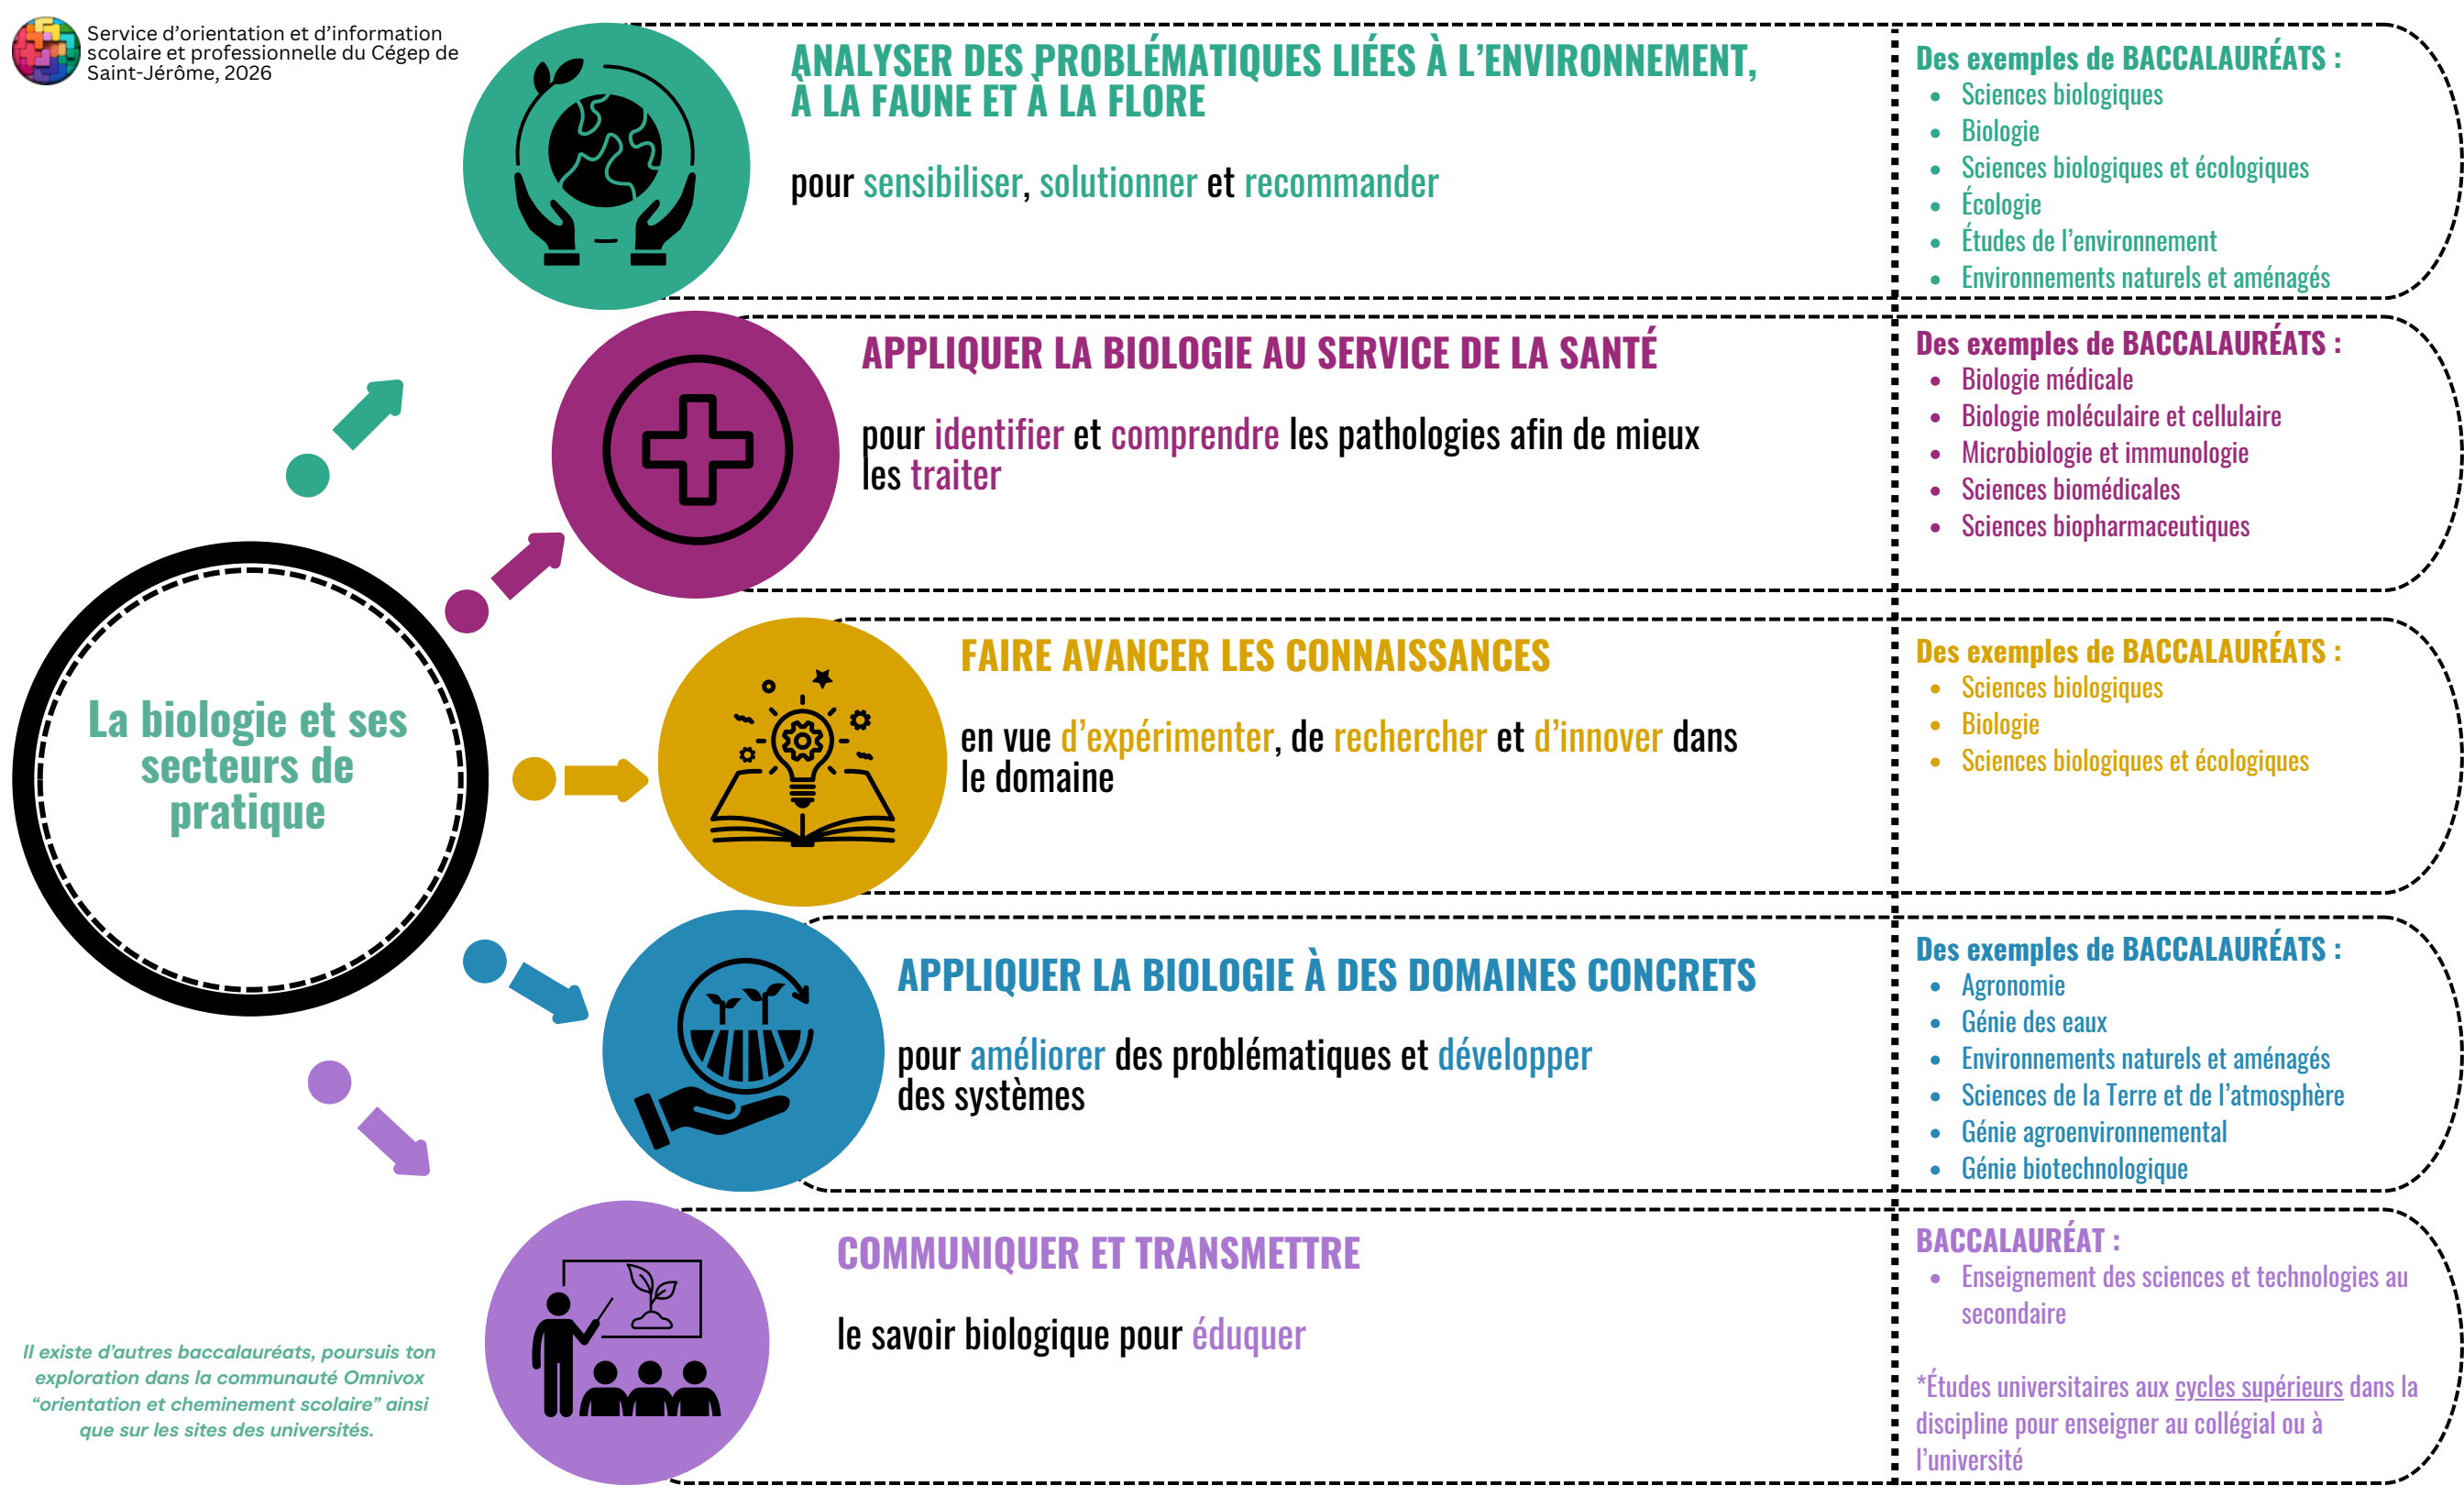 Service d’orientation et d’information
scolaire et professionnelle du Cégep de
Saint-Jérôme, 2026
La biologie et ses
secteurs de
pratique
ANALYSER DES PROBLÉMATIQUES LIÉES À L’ENVIRONNEMENT,
À LA FAUNE ET À LA FLORE
pour sensibiliser, solutionner et recommander
Des exemples de BACCALAURÉATS :
• Sciences biologiques
• Biologie
• Sciences biologiques et écologiques
• Écologie
• Études de l’environnement
• Environnements naturels et aménagés
APPLIQUER LA BIOLOGIE AU SERVICE DE LA SANTÉ
pour identifier et comprendre les pathologies afin de mieux
les traiter
Des exemples de BACCALAURÉATS :
• Biologie médicale
• Biologie moléculaire et cellulaire
• Microbiologie et immunologie
• Sciences biomédicales
• Sciences biopharmaceutiques
FAIRE AVANCER LES CONNAISSANCES
en vue d’expérimenter, de rechercher et d’innover dans
le domaine
Des exemples de BACCALAURÉATS :
• Sciences biologiques
• Biologie
• Sciences biologiques et écologiques
APPLIQUER LA BIOLOGIE À DES DOMAINES CONCRETS
pour améliorer des problématiques et développer
des systèmes
Des exemples de BACCALAURÉATS :
• Agronomie
• Génie des eaux
• Environnements naturels et aménagés
• Sciences de la Terre et de l’atmosphère
• Génie agroenvironnemental
• Génie biotechnologique
COMMUNIQUER ET TRANSMETTRE
le savoir biologique pour éduquer
BACCALAURÉAT :
• Enseignement des sciences et technologies au
secondaire
*Études universitaires aux cycles supérieurs dans la
discipline pour enseigner au collégial ou à
l’université
Il existe d’autres baccalauréats, poursuis ton
exploration dans la communauté Omnivox
“orientation et cheminement scolaire” ainsi
que sur les sites des universités.